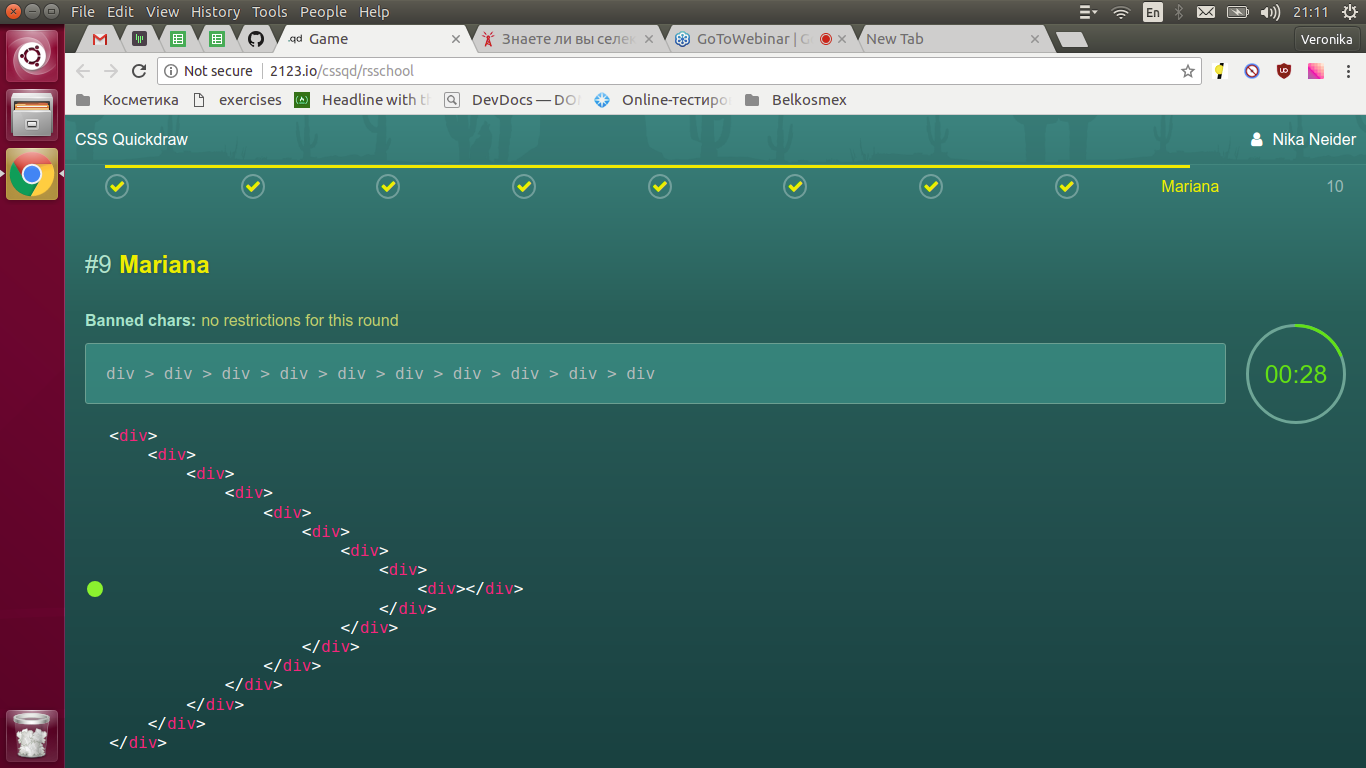 File Edit View History Tools People Help En 21:11
Game Знаете ли вы селек GoToWebinar | G New Tab Veronika
Not secure 2123.io/cssqd/rsschool
Косметика exercises Headline with th DevDocs — DO Online-тестиро Belkosmex
CSS Quickdraw Nika Neider
Mariana 10
#9 Mariana
Banned chars: no restrictions for this round
div > div > div > div > div > div > div > div > div > div
00:28
<div>
<div>
<div>
<div>
<div>
<div>
<div>
<div>
<div></div>
</div>
</div>
</div>
</div>
</div>
</div>
</div>
</div>